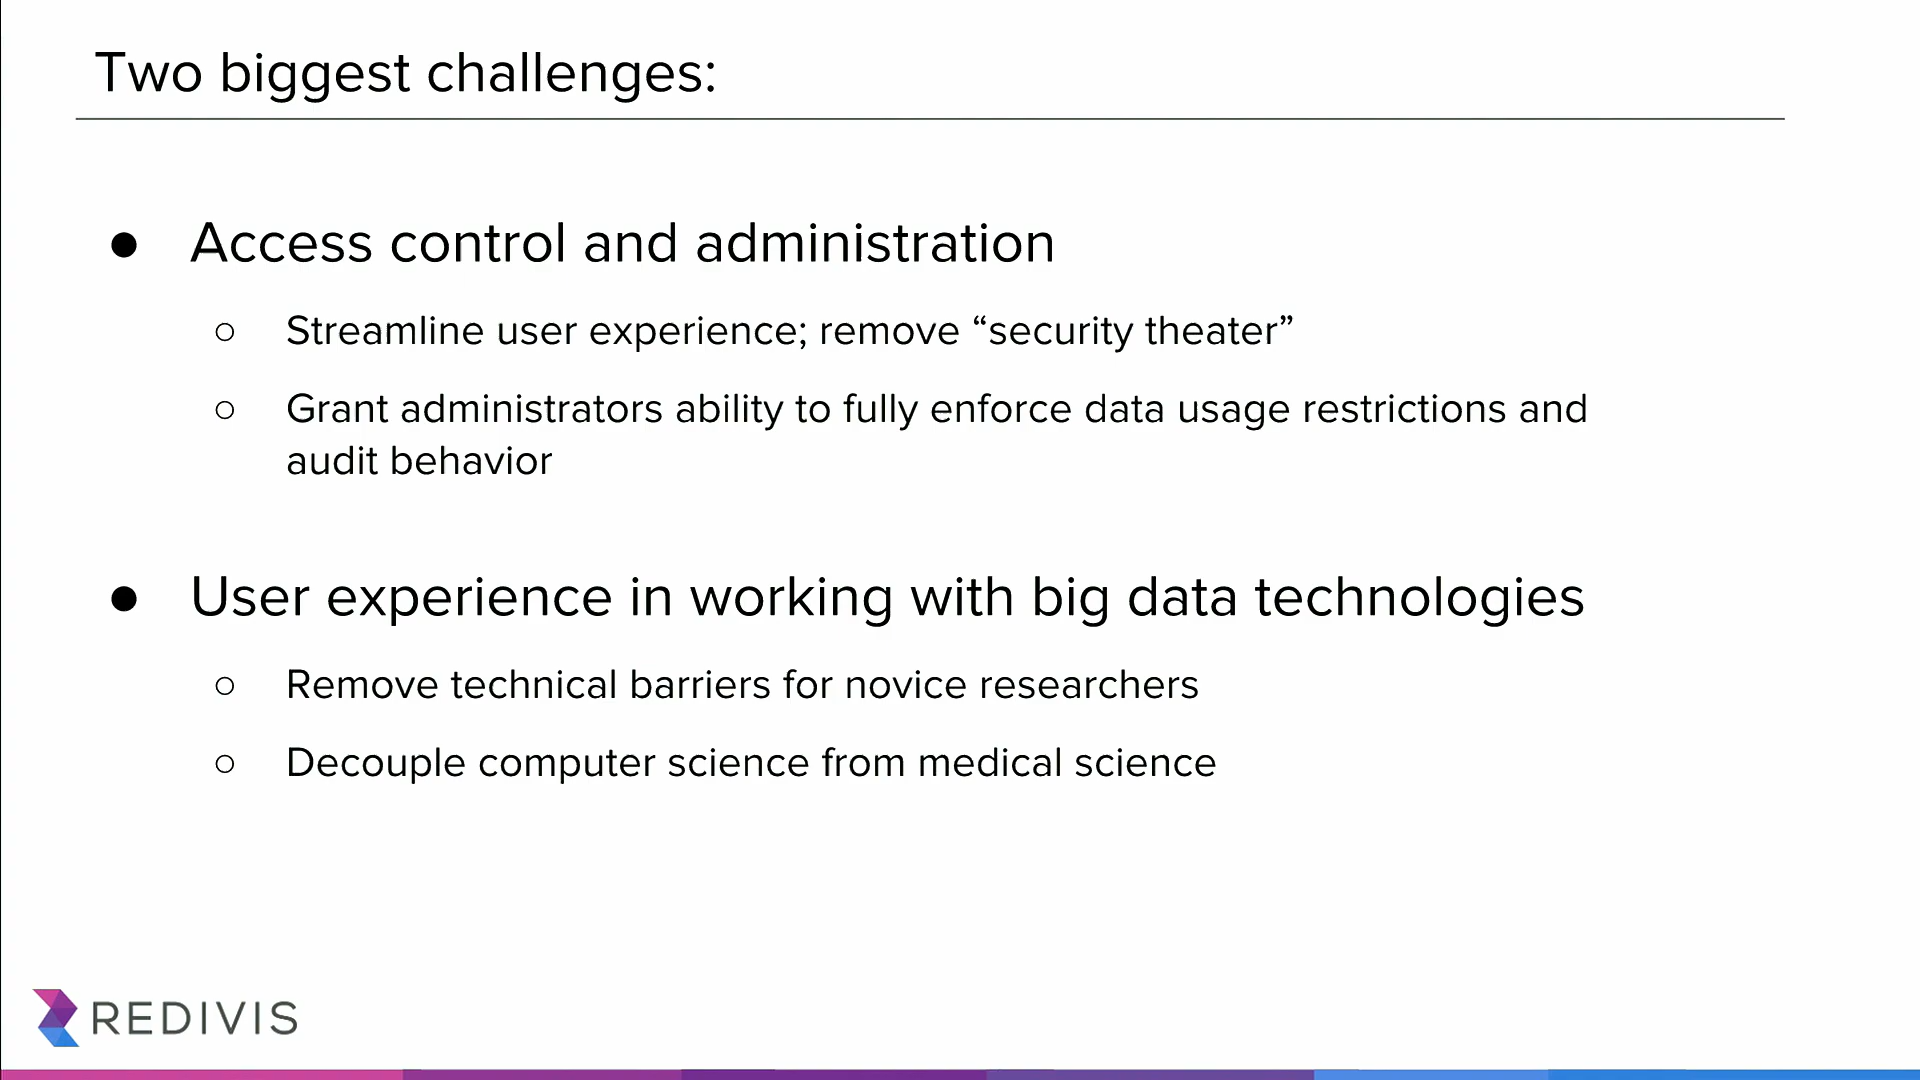 Two biggest challenges:
● Access control and administration
○ Streamline user experience; remove “security theater”
○ Grant administrators ability to fully enforce data usage restrictions and
audit behavior
● User experience in working with big data technologies
○ Remove technical barriers for novice researchers
○ Decouple computer science from medical science
REDIVIS